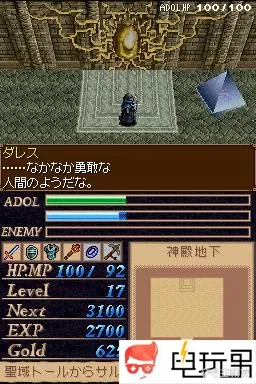 ADOL HP 100/100
ダレス
……なかなか勇敢な
人間のようだな。
ADOL
ENEMY
HP.MP 100/ 92
Level 17
Next 3100
EXP 2700
Gold 62
神殿地下
聖域トールからサル
电玩男